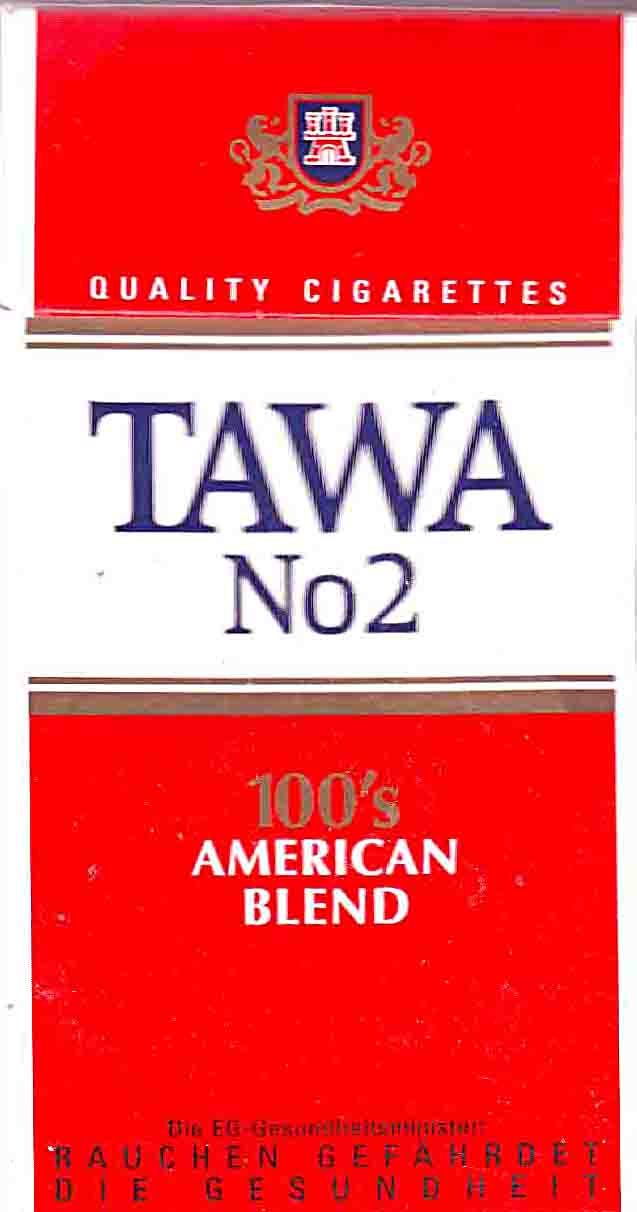 QUALITY CIGARETTES
TAWA
No2
100's
AMERICAN
BLEND
Die EG-Gesundheitsminister:
RAUCHEN GEFÄHRDET
DIE GESUNDHEIT